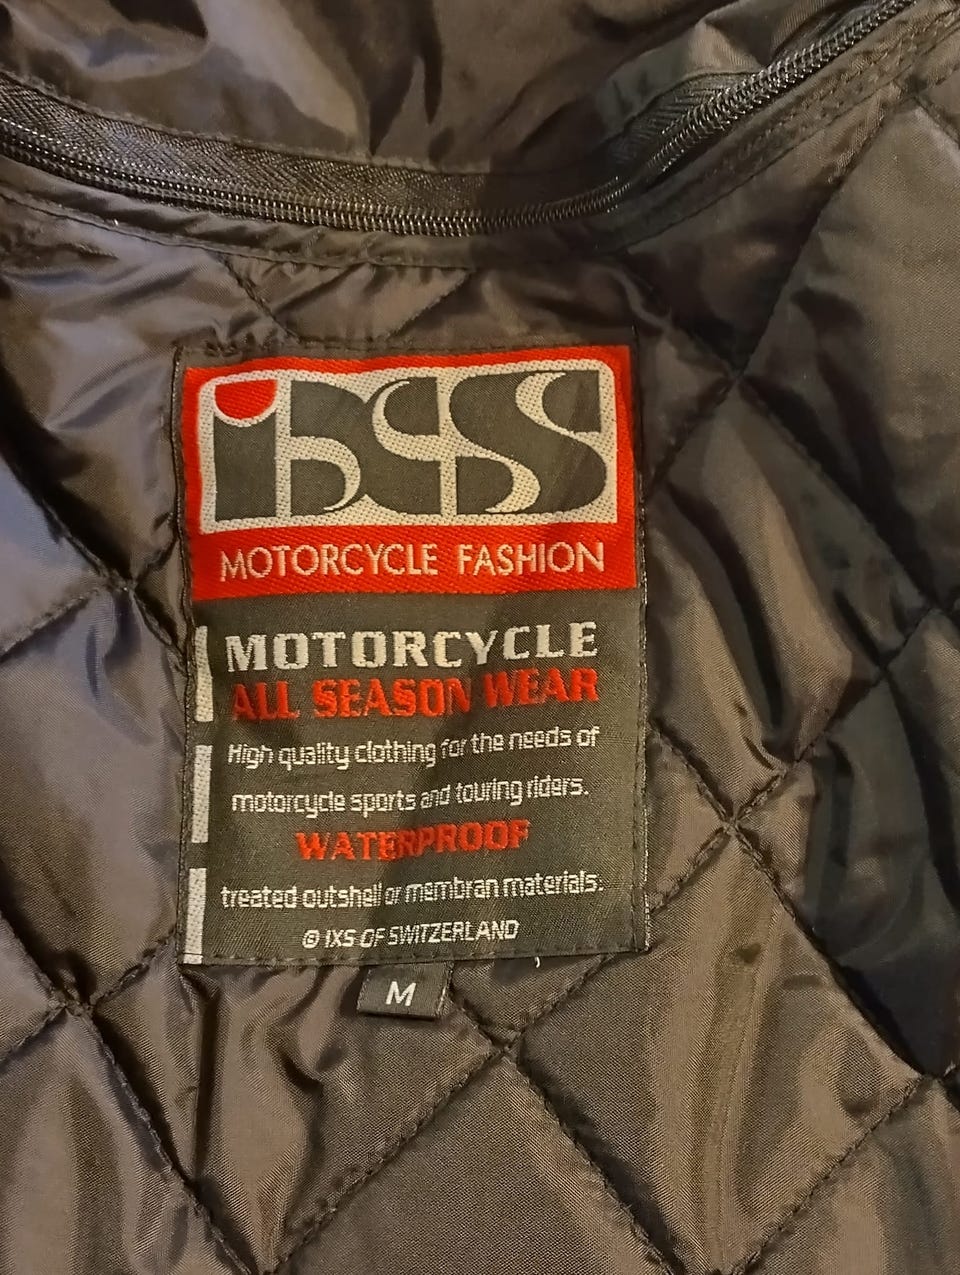 ixs
MOTORCYCLE FASHION
MOTORCYCLE
ALL SEASON WEAR
High quality clothing for the needs of
motorcycle sports and touring riders.
WATERPROOF
treated outshell or membran materials.
© IXS OF SWITZERLAND
M